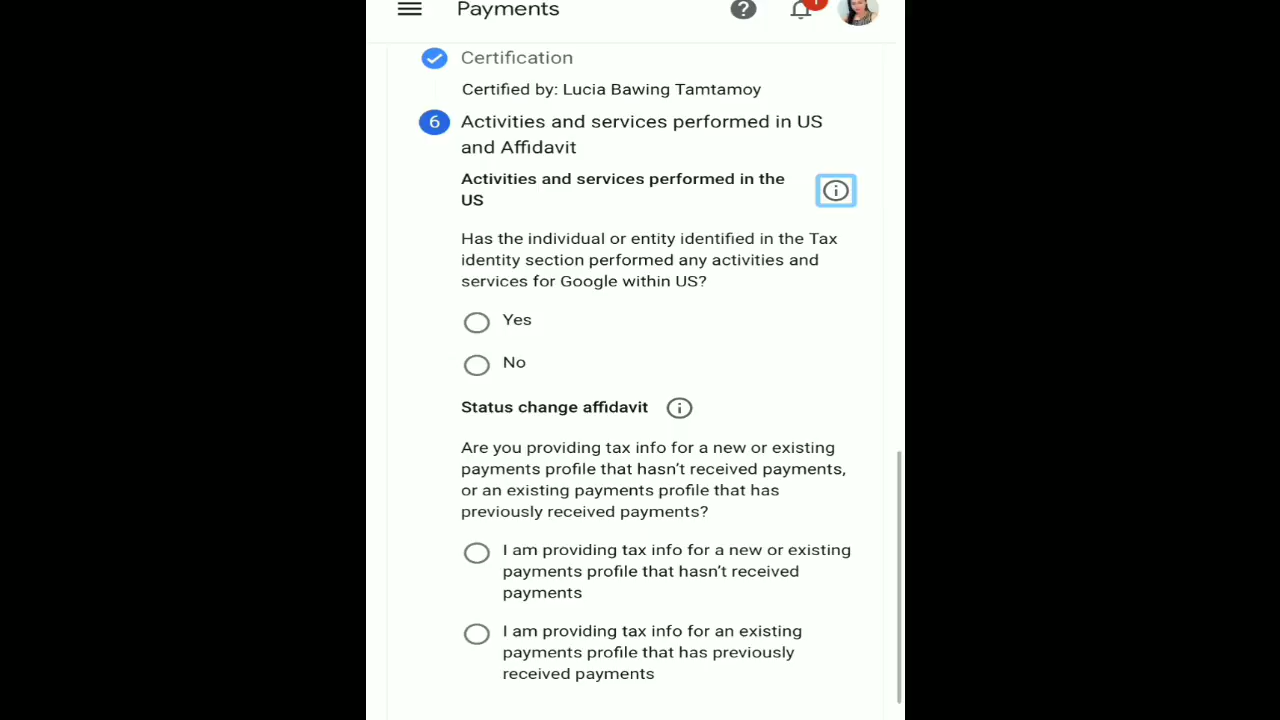 Payments
1
Certification
Certified by: Lucia Bawing Tamtamoy
6
Activities and services performed in US
and Affidavit
Activities and services performed in the
US
Has the individual or entity identified in the Tax
identity section performed any activities and
services for Google within US?
Yes
No
Status change affidavit
Are you providing tax info for a new or existing
payments profile that hasn't received payments,
or an existing payments profile that has
previously received payments?
I am providing tax info for a new or existing
payments profile that hasn't received
payments
I am providing tax info for an existing
payments profile that has previously
received payments